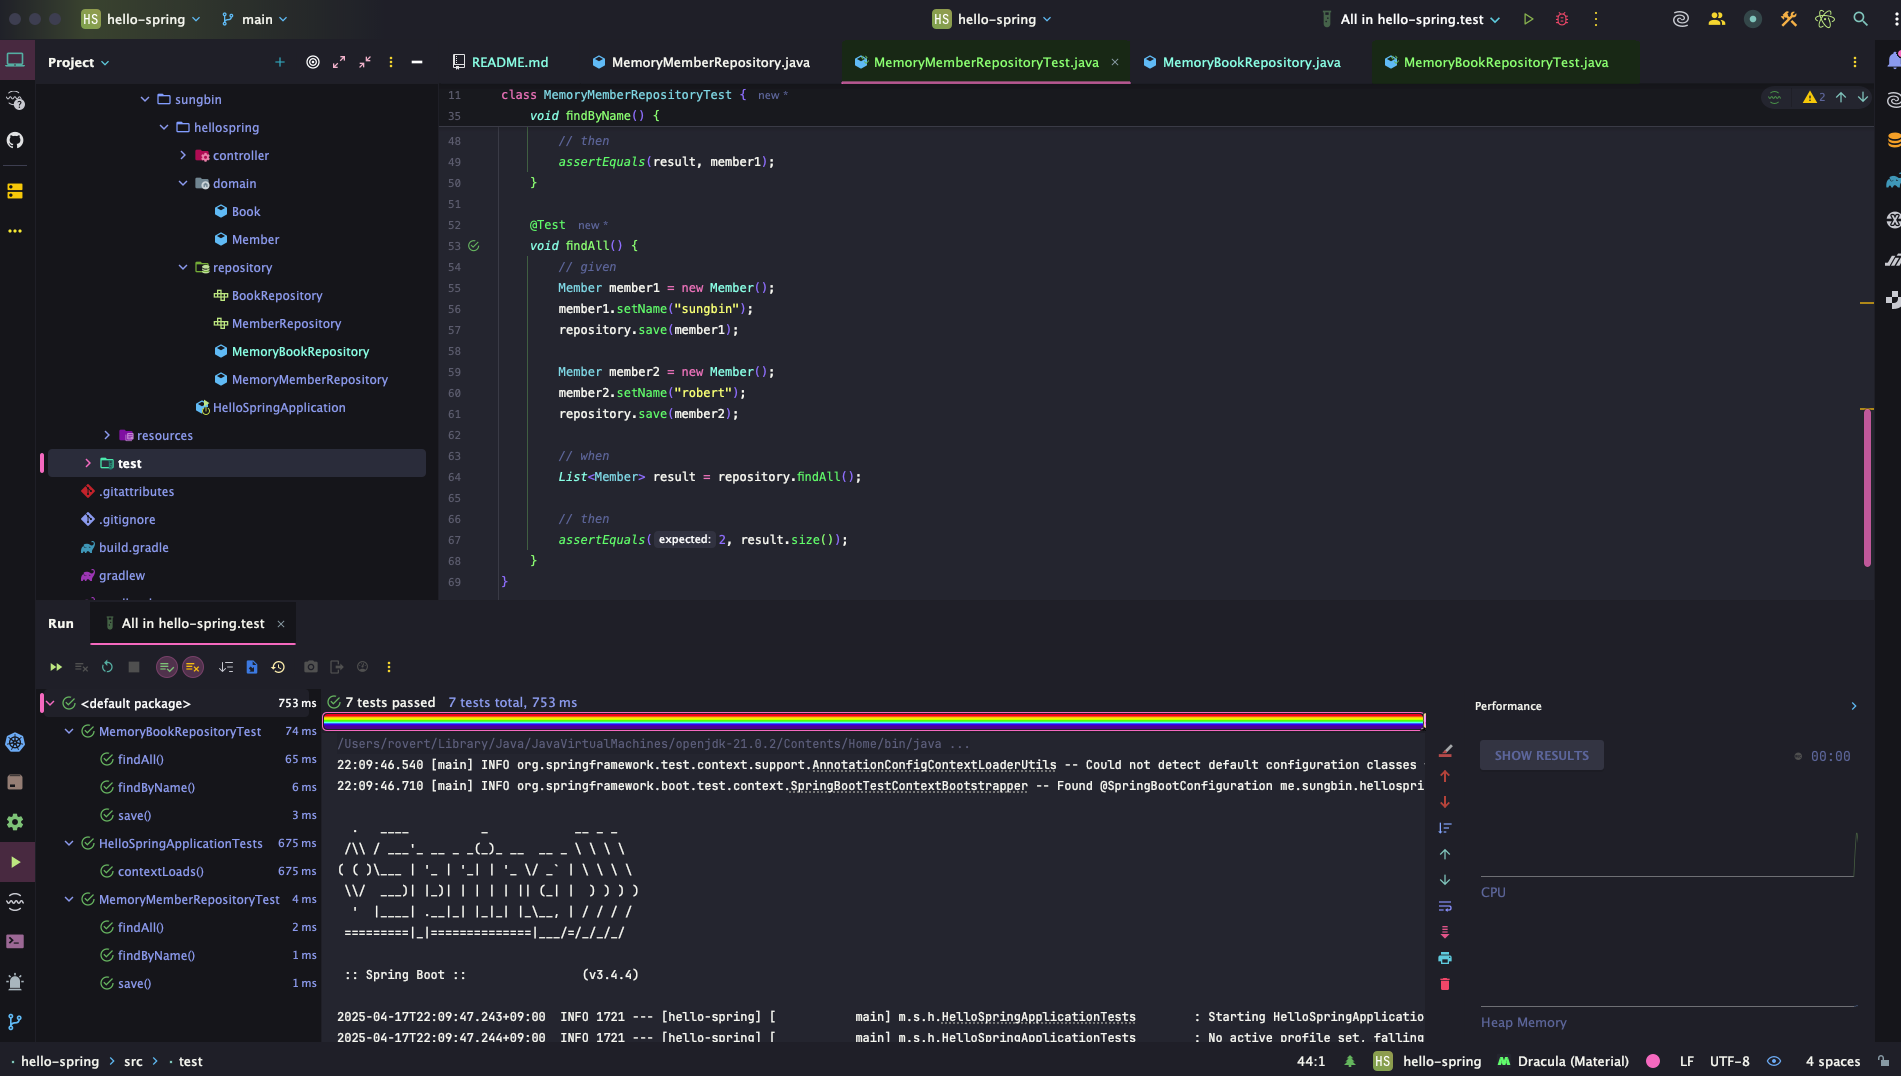 HS hello-spring
main
HS hello-spring
All in hello-spring.test
Project
README.md
MemoryMemberRepository.java
MemoryMemberRepositoryTest.java
MemoryBookRepository.java
MemoryBookRepositoryTest.java
sungbin
hellospring
controller
domain
Book
Member
repository
BookRepository
MemberRepository
MemoryBookRepository
MemoryMemberRepository
HelloSpringApplication
resources
test
.gitattributes
.gitignore
build.gradle
gradlew
2
11 class MemoryMemberRepositoryTest { new *
35 void findByName() {
48 // then
49 assertEquals(result, member1);
50 }
51
52 @Test new *
53 void findAll() {
54 // given
55 Member member1 = new Member();
56 member1.setName("sungbin");
57 repository.save(member1);
58
59 Member member2 = new Member();
60 member2.setName("robert");
61 repository.save(member2);
62
63 // when
64 List<Member> result = repository.findAll();
65
66 // then
67 assertEquals( expected: 2, result.size());
68 }
69 }
Run
All in hello-spring.test
<default package> 753 ms
MemoryBookRepositoryTest 74 ms
findAll() 65 ms
findByName() 6 ms
save() 3 ms
HelloSpringApplicationTests 675 ms
contextLoads() 675 ms
MemoryMemberRepositoryTest 4 ms
findAll() 2 ms
findByName() 1 ms
save() 1 ms
7 tests passed 7 tests total, 753 ms
/Users/rovert/Library/Java/JavaVirtualMachines/openjdk-21.0.2/Contents/Home/bin/java ...
22:09:46.540 [main] INFO org.springframework.test.context.support.AnnotationConfigContextLoaderUtils -- Could not detect default configuration classes
22:09:46.710 [main] INFO org.springframework.boot.test.context.SpringBootTestContextBootstrapper -- Found @SpringBootConfiguration me.sungbin.hellospri
  .   ____          _            __ _ _
 /\\ / ___'_ __ _ _(_)_ __  __ _ \ \ \ \
( ( )\___ | '_ | '_| | '_ \/ _` | \ \ \ \
 \\/  ___)| |_)| | | | | || (_| |  ) ) ) )
  '  |____| .__|_| |_|_| |_\__, | / / / /
 =========|_|==============|___/=/_/_/_/
:: Spring Boot :: (v3.4.4)
2025-04-17T22:09:47.243+09:00 INFO 1721 --- [hello-spring] [ main] m.s.h.HelloSpringApplicationTests : Starting HelloSpringApplicatio
2025-04-17T22:09:47.244+09:00 INFO 1721 --- [hello-spring] [ main] m.s.h.HelloSpringApplicationTests : No active profile set, falling
Performance
SHOW RESULTS
00:00
CPU
Heap Memory
hello-spring > src > test
44:1
HS hello-spring
Dracula (Material)
LF
UTF-8
4 spaces